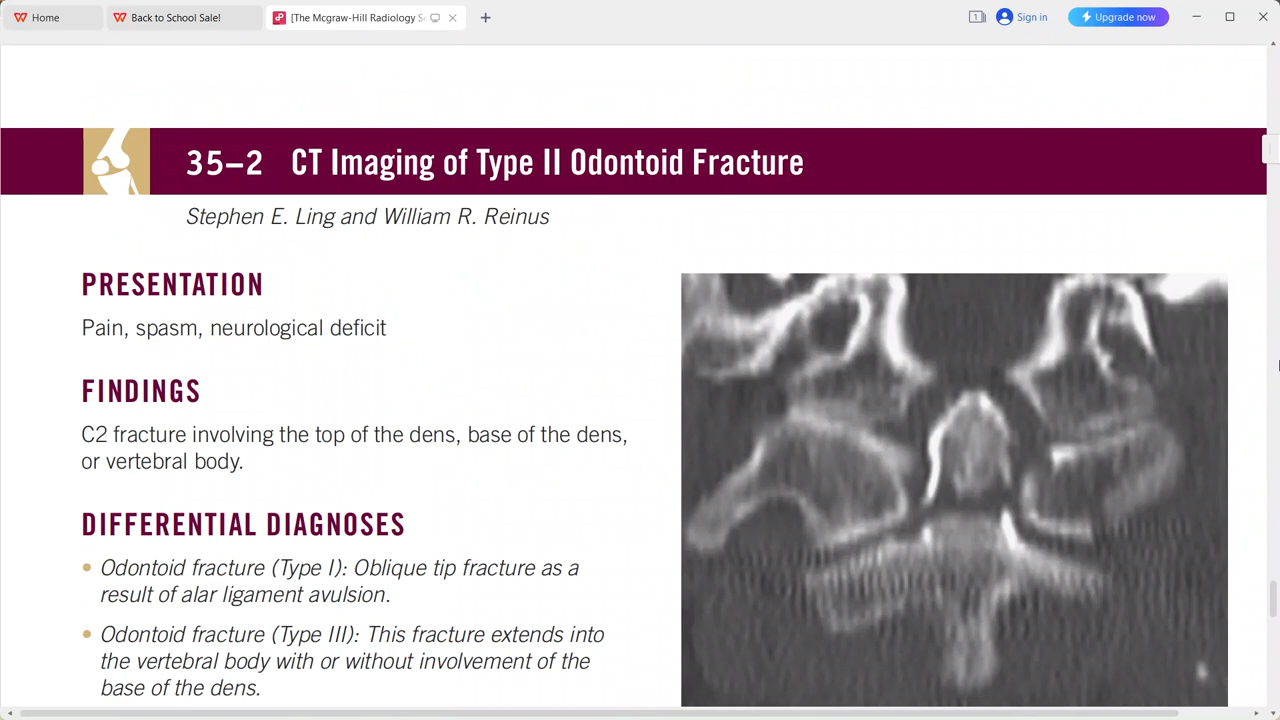 Home
Back to School Sale!
[The Mcgraw-Hill Radiology S
1
Sign in
Upgrade now
35–2 CT Imaging of Type II Odontoid Fracture
Stephen E. Ling and William R. Reinus
PRESENTATION
Pain, spasm, neurological deficit
FINDINGS
C2 fracture involving the top of the dens, base of the dens,
or vertebral body.
DIFFERENTIAL DIAGNOSES
• Odontoid fracture (Type I): Oblique tip fracture as a
result of alar ligament avulsion.
• Odontoid fracture (Type III): This fracture extends into
the vertebral body with or without involvement of the
base of the dens.